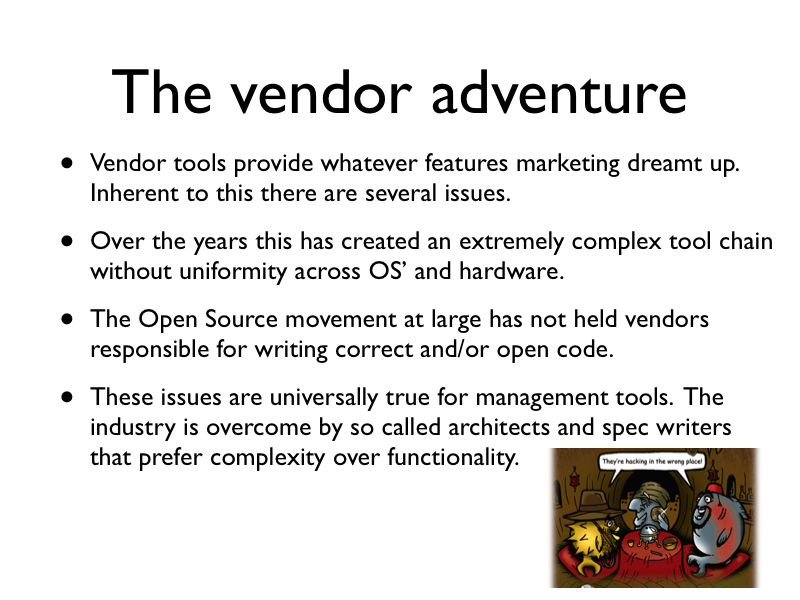 The vendor adventure
• Vendor tools provide whatever features marketing dreamt up.
Inherent to this there are several issues.
• Over the years this has created an extremely complex tool chain
without uniformity across OS’ and hardware.
• The Open Source movement at large has not held vendors
responsible for writing correct and/or open code.
• These issues are universally true for management tools. The
industry is overcome by so called architects and spec writers
that prefer complexity over functionality.
They're hacking in the wrong place!